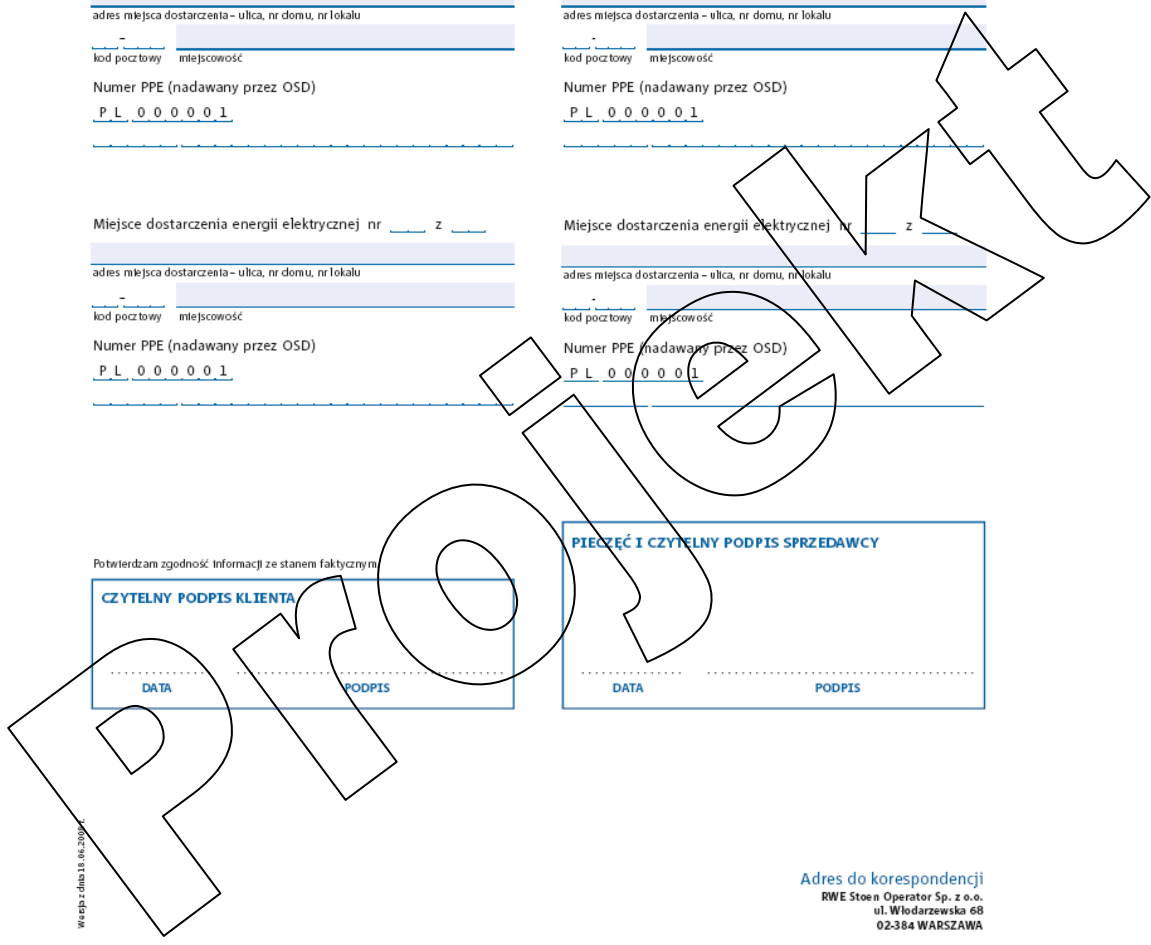 adres miejsca dostarczenia – ulica, nr domu, nr lokalu
–
kod pocztowy miejscowość
Numer PPE (nadawany przez OSD)
P L 0 0 0 0 0 1
Miejsce dostarczenia energii elektrycznej nr z
adres miejsca dostarczenia – ulica, nr domu, nr lokalu
–
kod pocztowy miejscowość
Numer PPE (nadawany przez OSD)
P L 0 0 0 0 0 1
Potwierdzam zgodność informacji ze stanem faktycznym
CZYTELNY PODPIS KLIENTA
DATA PODPIS
adres miejsca dostarczenia – ulica, nr domu, nr lokalu
-
kod pocztowy miejscowość
Numer PPE (nadawany przez OSD)
P L 0 0 0 0 0 1
Miejsce dostarczenia energii elektrycznej nr z
adres miejsca dostarczenia – ulica, nr domu, nr lokalu
-
kod pocztowy miejscowość
Numer PPE (nadawany przez OSD)
P L 0 0 0 0 0 1
PIECZĘĆ I CZYTELNY PODPIS SPRZEDAWCY
DATA PODPIS
Projekt
Wersja z dnia 18.06.2008 r.
Adres do korespondencji
RWE Stoen Operator Sp. z o.o.
ul. Włodarzewska 68
02-384 WARSZAWA